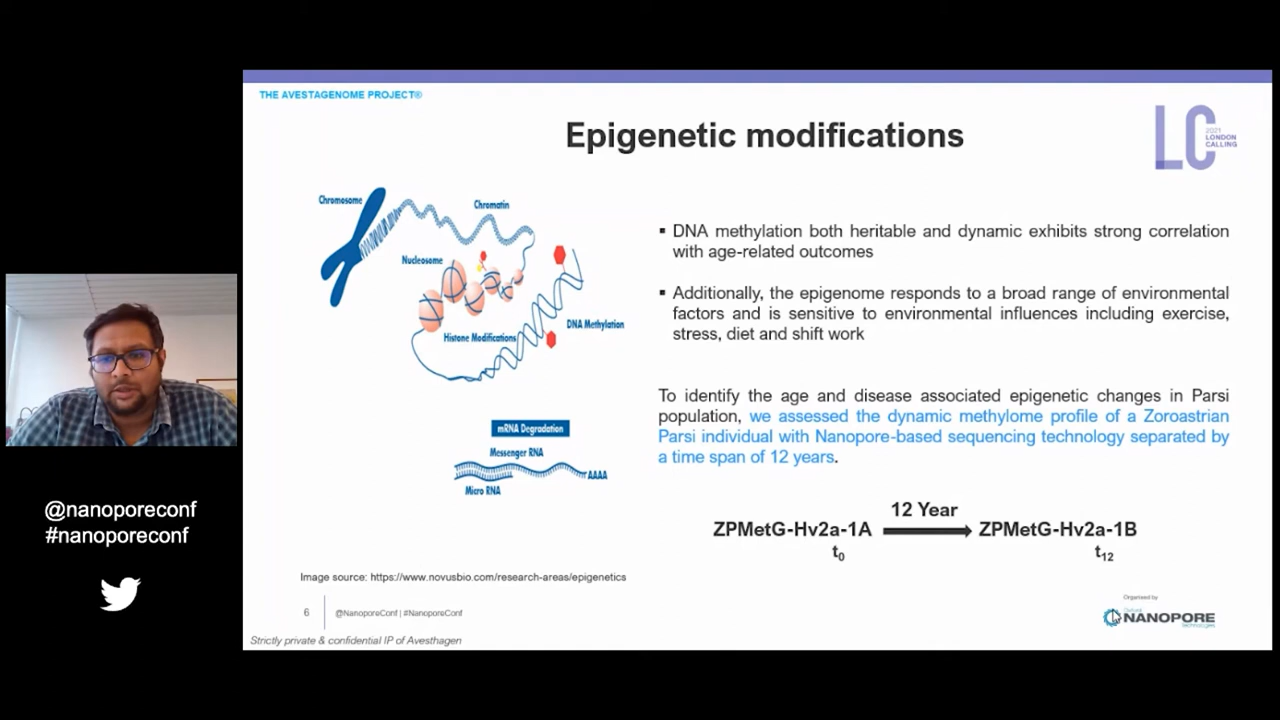 THE AVESTAGENOME PROJECT®
Epigenetic modifications
LC
2021
LONDON
CALLING
Chromosome
Chromatin
Nucleosome
Histone Modifications
DNA Methylation
mRNA Degradation
Messenger RNA
AAAA
Micro RNA
▪ DNA methylation both heritable and dynamic exhibits strong correlation
with age-related outcomes
▪ Additionally, the epigenome responds to a broad range of environmental
factors and is sensitive to environmental influences including exercise,
stress, diet and shift work
To identify the age and disease associated epigenetic changes in Parsi
population, we assessed the dynamic methylome profile of a Zoroastrian
Parsi individual with Nanopore-based sequencing technology separated by
a time span of 12 years.
12 Year
ZPMetG-Hv2a-1A ZPMetG-Hv2a-1B
t0 t12
Image source: https://www.novusbio.com/research-areas/epigenetics
6 @NanoporeConf | #NanoporeConf
Strictly private & confidential IP of Avesthagen
Organised by
Oxford
NANOPORE
Technologies
@nanoporeconf
#nanoporeconf